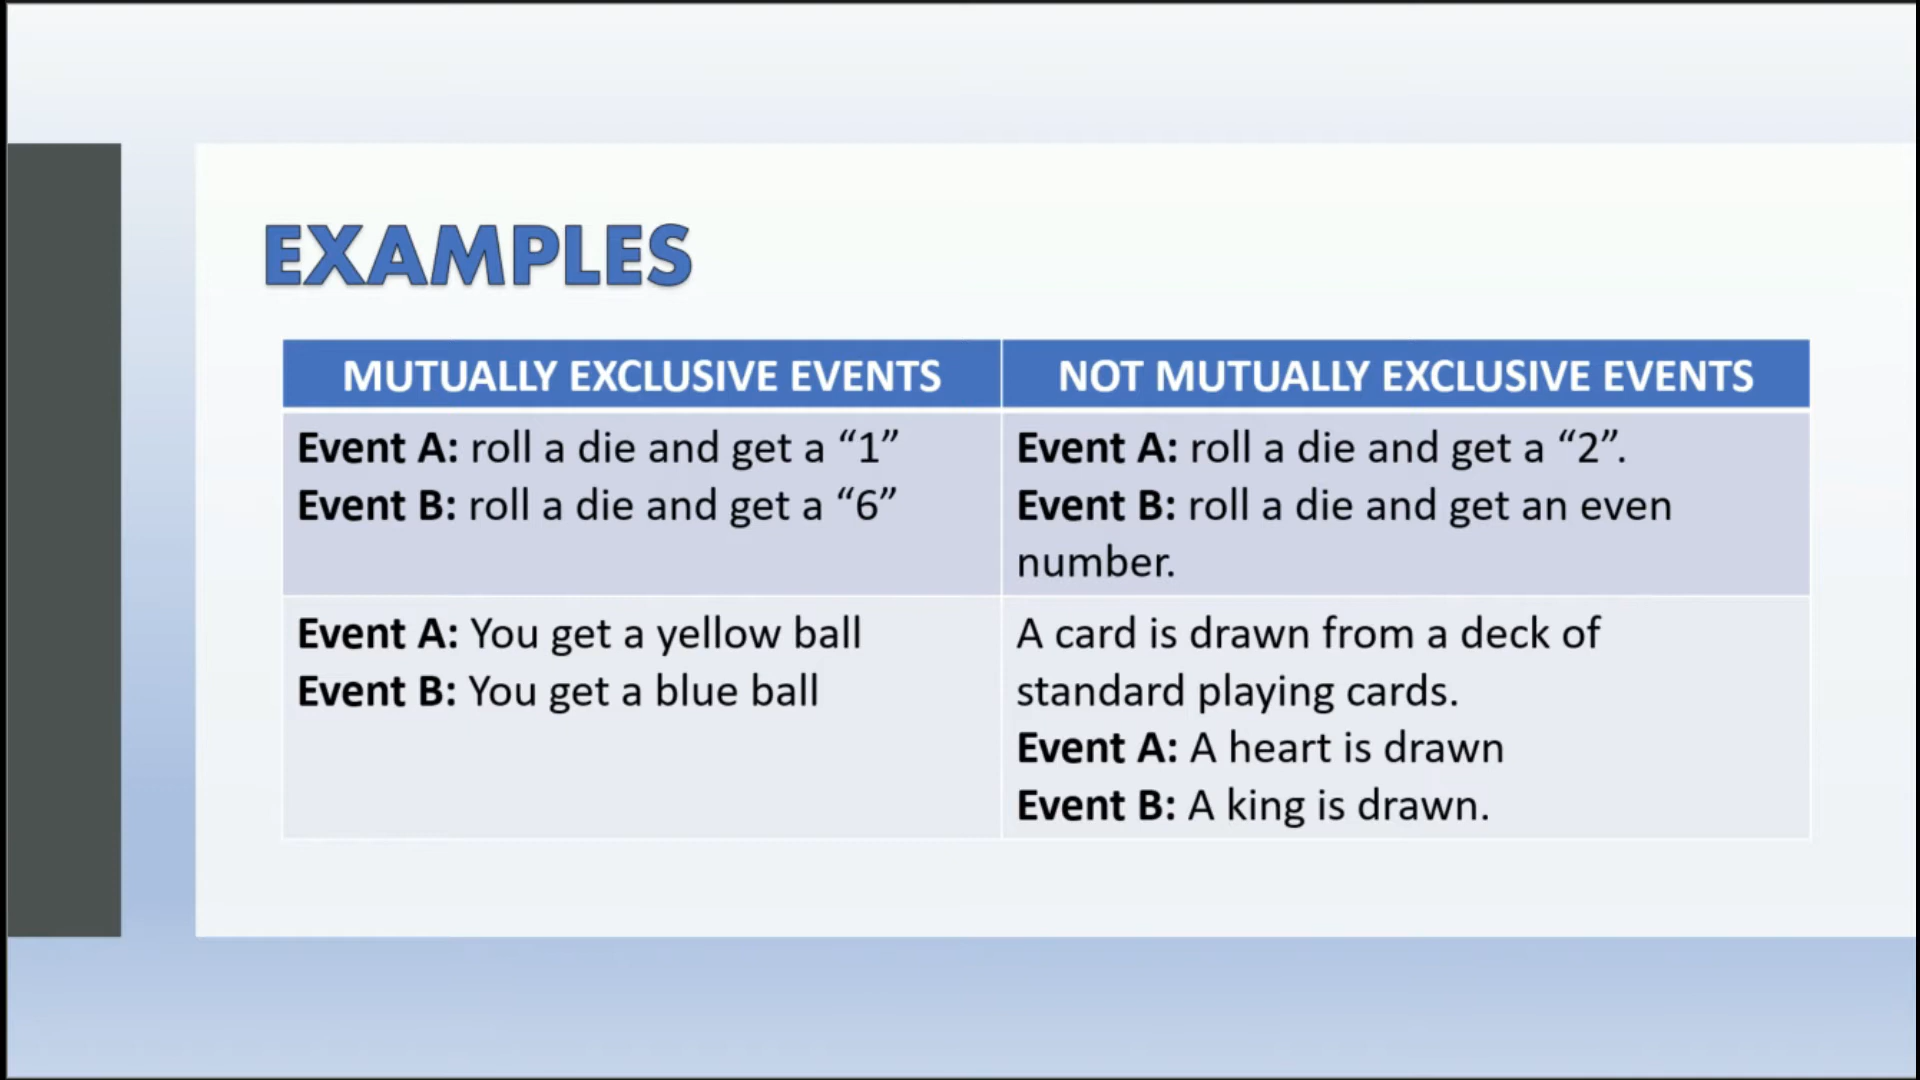 EXAMPLES
MUTUALLY EXCLUSIVE EVENTS
NOT MUTUALLY EXCLUSIVE EVENTS
Event A: roll a die and get a “1”
Event B: roll a die and get a “6”
Event A: roll a die and get a “2”.
Event B: roll a die and get an even
number.
Event A: You get a yellow ball
Event B: You get a blue ball
A card is drawn from a deck of
standard playing cards.
Event A: A heart is drawn
Event B: A king is drawn.